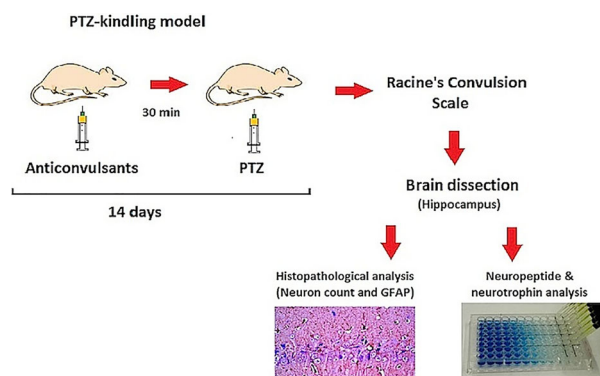 PTZ-kindling model
30 min
Anticonvulsants
PTZ
14 days
Racine's Convulsion
Scale
Brain dissection
(Hippocampus)
Histopathological analysis
(Neuron count and GFAP)
Neuropeptide &
neurotrophin analysis